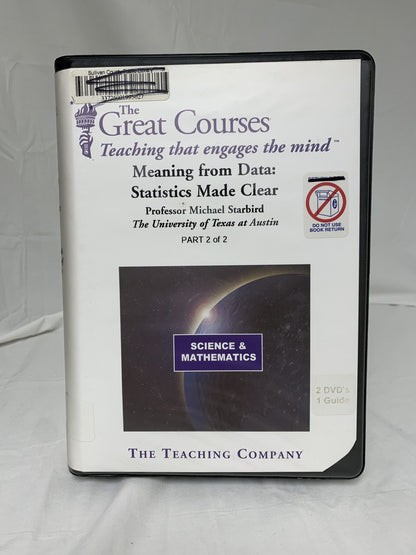 Sullivan County
The
Great Courses
Teaching that engages the mind™
Meaning from Data:
Statistics Made Clear
Professor Michael Starbird
The University of Texas at Austin
PART 2 of 2
DO NOT USE
BOOK RETURN
SCIENCE &
MATHEMATICS
2 DVD's
1 Guide
THE TEACHING COMPANY